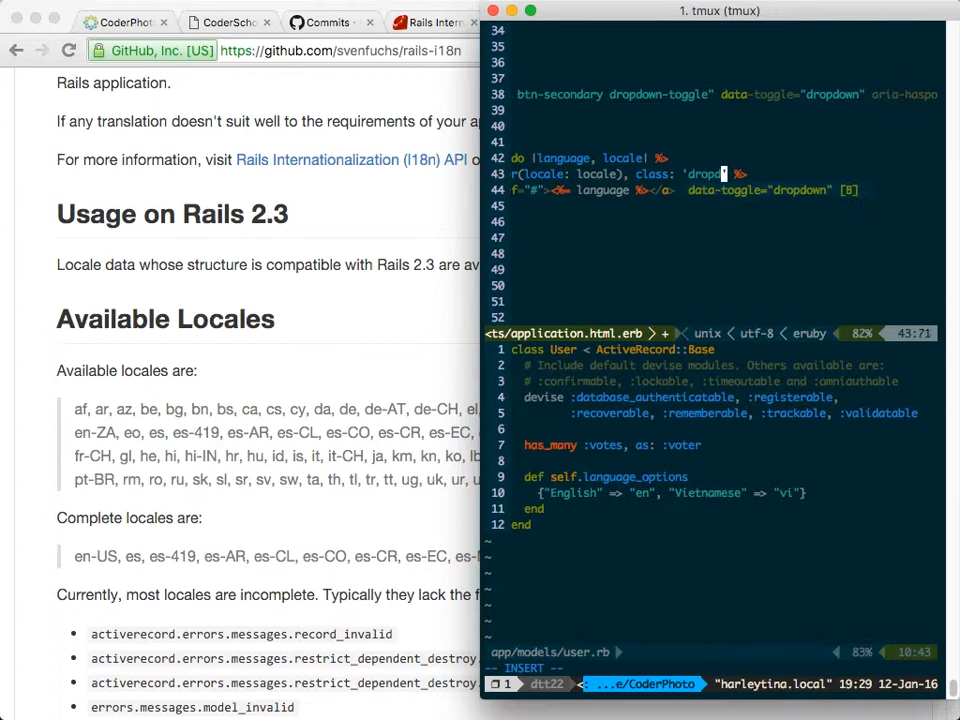 CoderPhot
CoderScho
Commits ·
Rails Intern
GitHub, Inc. [US]
https://github.com/svenfuchs/rails-i18n
Rails application.
If any translation doesn't suit well to the requirements of your
For more information, visit Rails Internationalization (I18n) API
Usage on Rails 2.3
Locale data whose structure is compatible with Rails 2.3 are
Available Locales
Available locales are:
af, ar, az, be, bg, bn, bs, ca, cs, cy, da, de, de-AT, de-CH,
en-ZA, eo, es, es-419, es-AR, es-CL, es-CO, es-CR, es-EC,
fr-CH, gl, he, hi, hi-IN, hr, hu, id, is, it, it-CH, ja, km, kn, ko,
pt-BR, rm, ro, ru, sk, sl, sr, sv, sw, ta, th, tl, tr, tt, ug, uk, ur,
Complete locales are:
en-US, es, es-419, es-AR, es-CL, es-CO, es-CR, es-EC,
Currently, most locales are incomplete. Typically they lack the
• activerecord.errors.messages.record_invalid
• activerecord.errors.messages.restrict_dependent_destroy.
• activerecord.errors.messages.restrict_dependent_destroy.
• errors.messages.model_invalid
1. tmux (tmux)
34
35
36
37
38 btn-secondary dropdown-toggle" data-toggle="dropdown" aria-haspo
39
40
41
42 do |language, locale| %>
43 r(locale: locale), class: 'dropd' %>
44 f="#"><%= language %></a> data-toggle="dropdown" [B]
45
46
47
48
49
50
51
52
<ts/application.html.erb > + < unix < utf-8 < eruby 82% 43:71
1 class User < ActiveRecord::Base
2 # Include default devise modules. Others available are:
3 # :confirmable, :lockable, :timeoutable and :omniauthable
4 devise :database_authenticatable, :registerable,
5 :recoverable, :rememberable, :trackable, :validatable
6
7 has_many :votes, as: :voter
8
9 def self.language_options
10 {"English" => "en", "Vietnamese" => "vi"}
11 end
12 end
~
~
~
~
~
~
~
app/models/user.rb 83% 10:43
-- INSERT --
1 dtt22 <: ...e/CoderPhoto "harleytina.local" 19:29 12-Jan-16